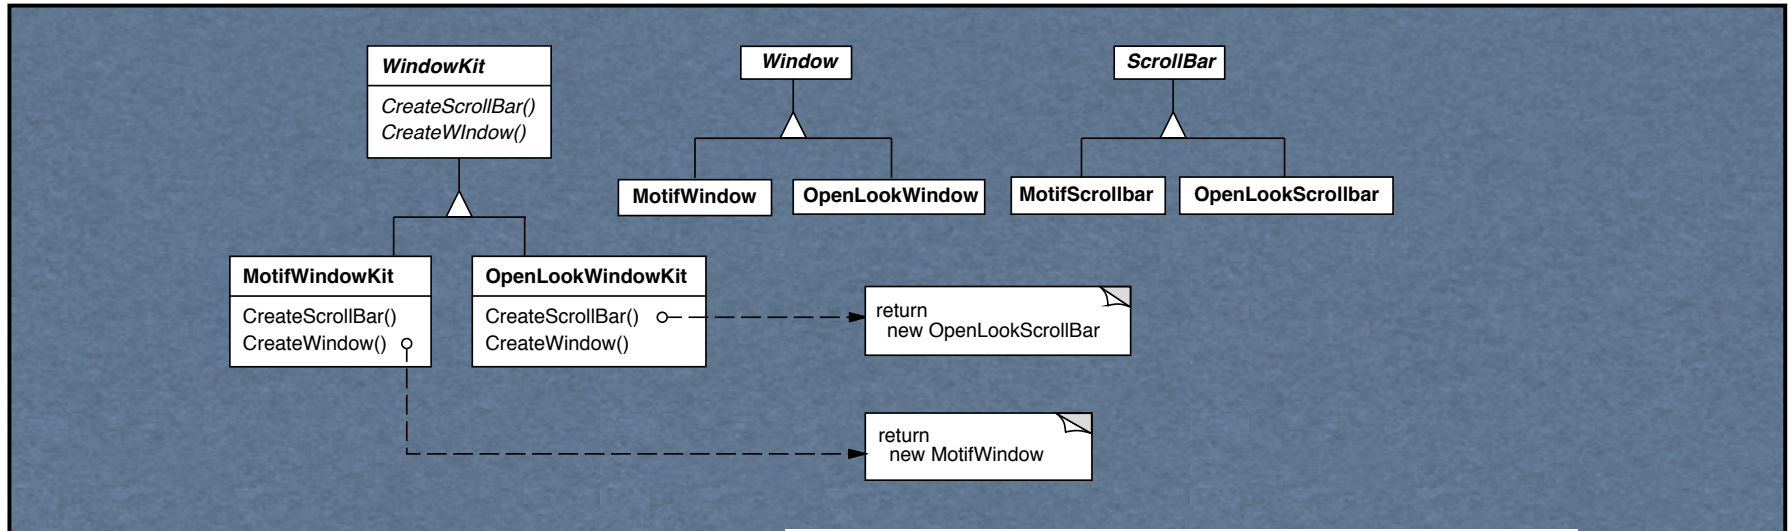 WindowKit
CreateScrollBar()
CreateWIndow()
Window
ScrollBar
MotifWindow
OpenLookWindow
MotifScrollbar
OpenLookScrollbar
MotifWindowKit
CreateScrollBar()
CreateWindow()
OpenLookWindowKit
CreateScrollBar()
CreateWindow()
return
new OpenLookScrollBar
return
new MotifWindow